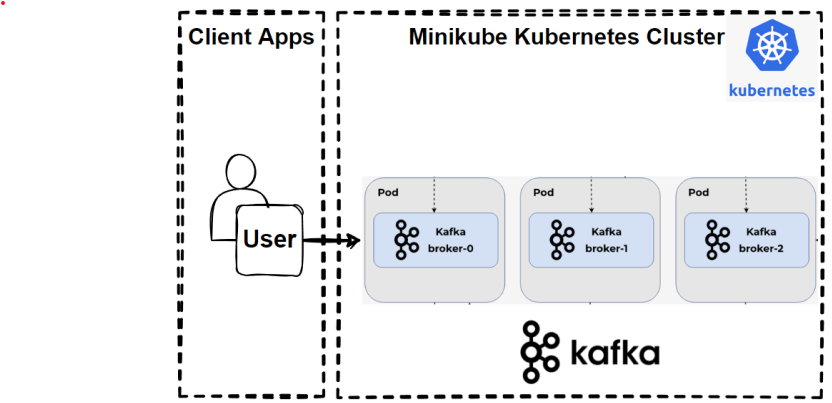 Client Apps
Minikube Kubernetes Cluster
kubernetes
Pod
Kafka
broker-0
Pod
Kafka
broker-1
Pod
Kafka
broker-2
User
kafka